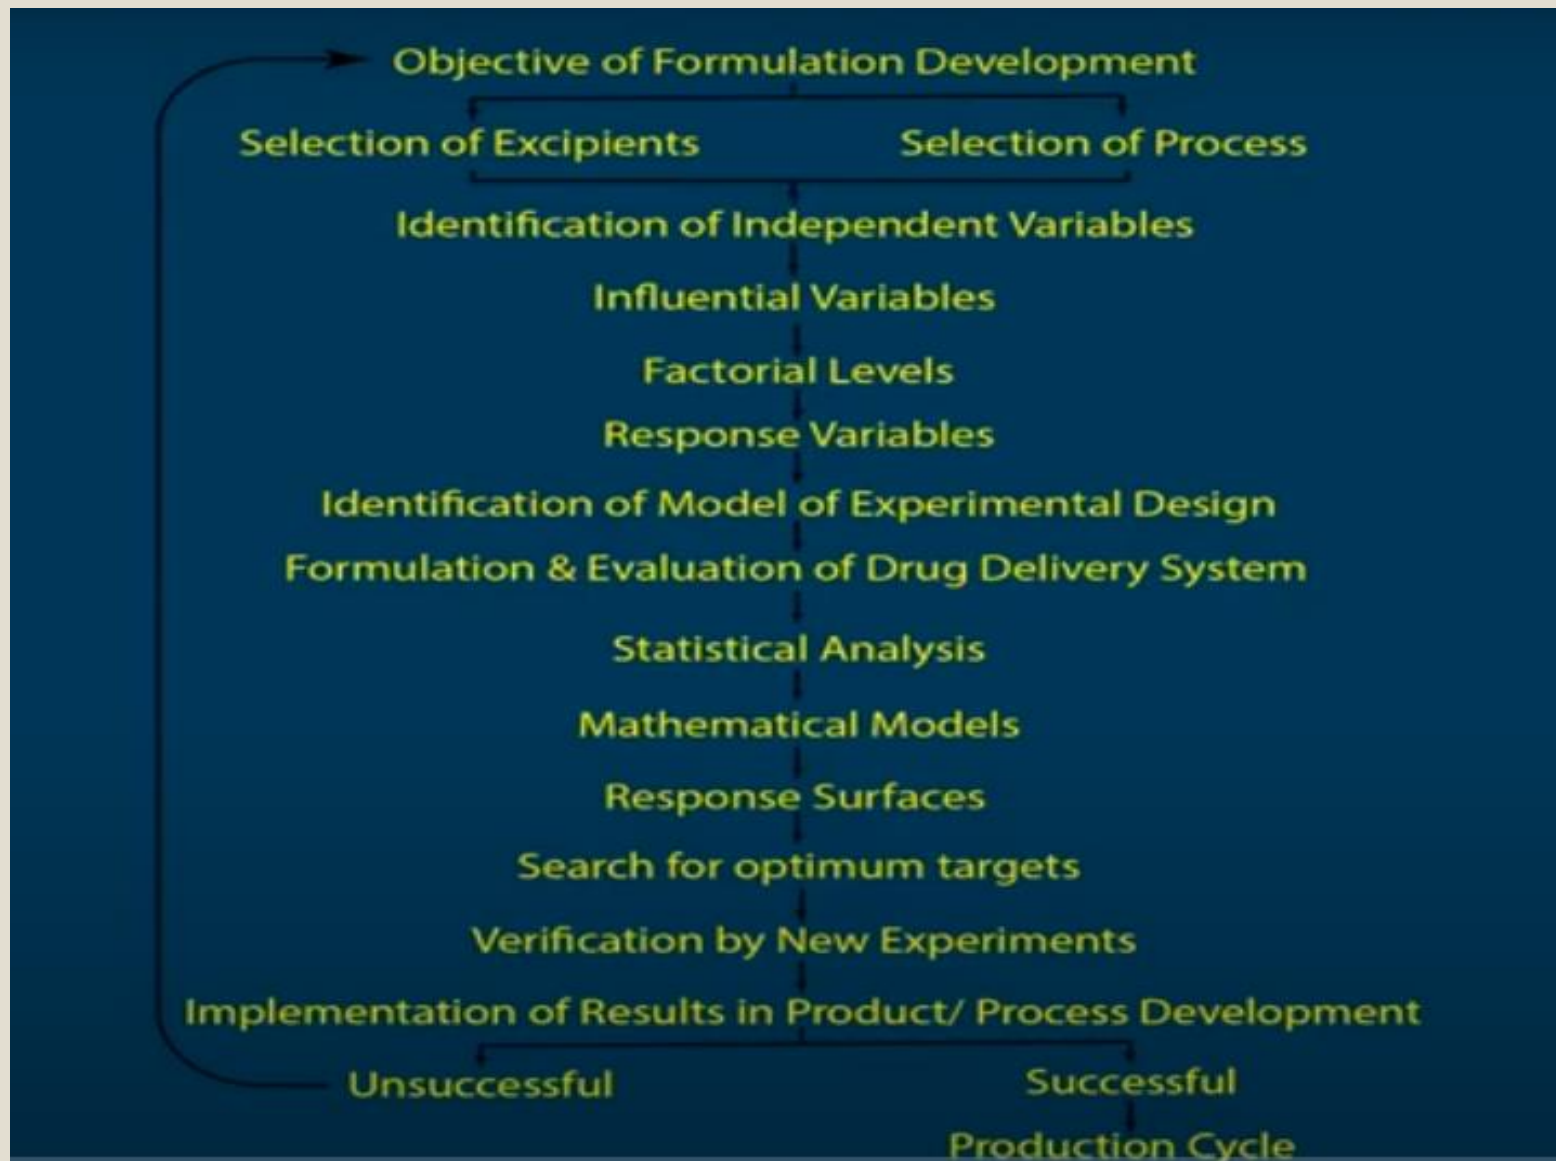 Objective of Formulation Development
Selection of Excipients
Selection of Process
Identification of Independent Variables
Influential Variables
Factorial Levels
Response Variables
Identification of Model of Experimental Design
Formulation & Evaluation of Drug Delivery System
Statistical Analysis
Mathematical Models
Response Surfaces
Search for optimum targets
Verification by New Experiments
Implementation of Results in Product/ Process Development
Unsuccessful
Successful
Production Cycle